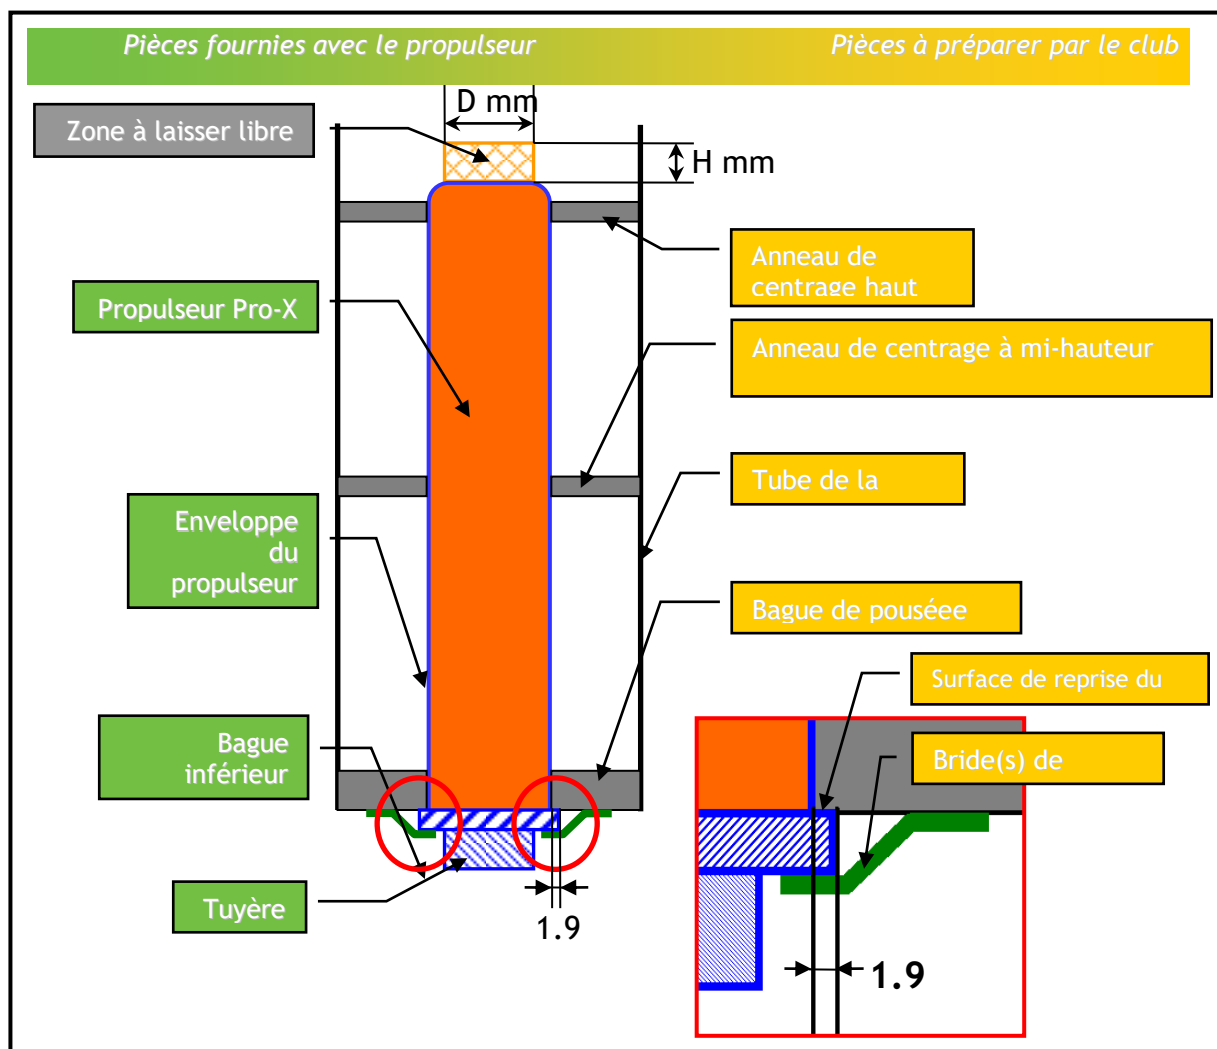 Pièces fournies avec le propulseur
Pièces à préparer par le club
D mm
Zone à laisser libre
H mm
Anneau de
centrage haut
Propulseur Pro-X
Anneau de centrage à mi-hauteur
Tube de la
Enveloppe
du
propulseur
Bague de pouséee
Surface de reprise du
Bague
inférieur
Bride(s) de
Tuyère
1.9
1.9